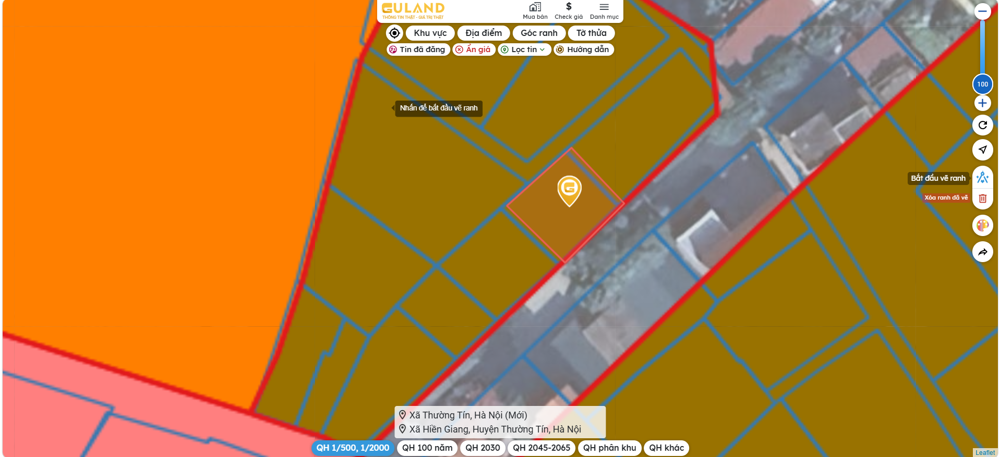 GULAND
THÔNG TIN THẬT - GIÁ TRỊ THẬT
Mua bán
$
Check giá
Danh mục
Khu vực
Địa điểm
Góc ranh
Tờ thửa
Tin đã đăng
Ẩn giá
Lọc tin
Hướng dẫn
Nhấn để bắt đầu vẽ ranh
100
Bắt đầu vẽ ranh
Xóa ranh đã vẽ
Xã Thường Tín, Hà Nội (Mới)
Xã Hiền Giang, Huyện Thường Tín, Hà Nội
QH 1/500, 1/2000
QH 100 năm
QH 2030
QH 2045-2065
QH phân khu
QH khác
Leaflet